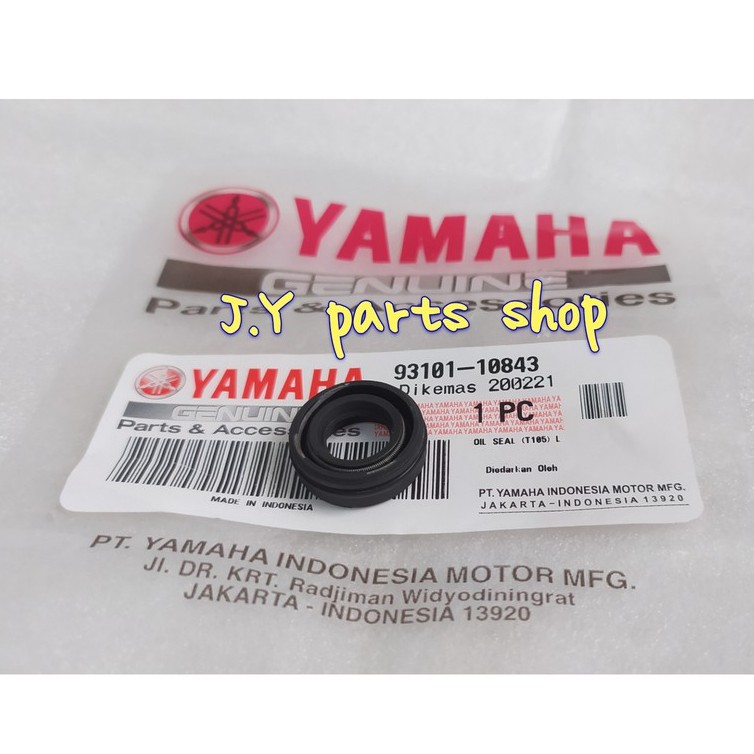 YAMAHA
GENUINE
Parts & Accessories
J.Y parts shop
YAMAHA
GENUINE
Parts & Accessories
MADE IN INDONESIA
93101-10843
Dikemas 200221
1 PC
OIL SEAL (T105) L
Diedarkan Oleh
PT. YAMAHA INDONESIA MOTOR MFG.
JAKARTA-INDONESIA 13920
PT. YAMAHA INDONESIA MOTOR MFG.
Jl. DR. KRT. Radjiman Widyodiningrat
JAKARTA - INDONESIA 13920